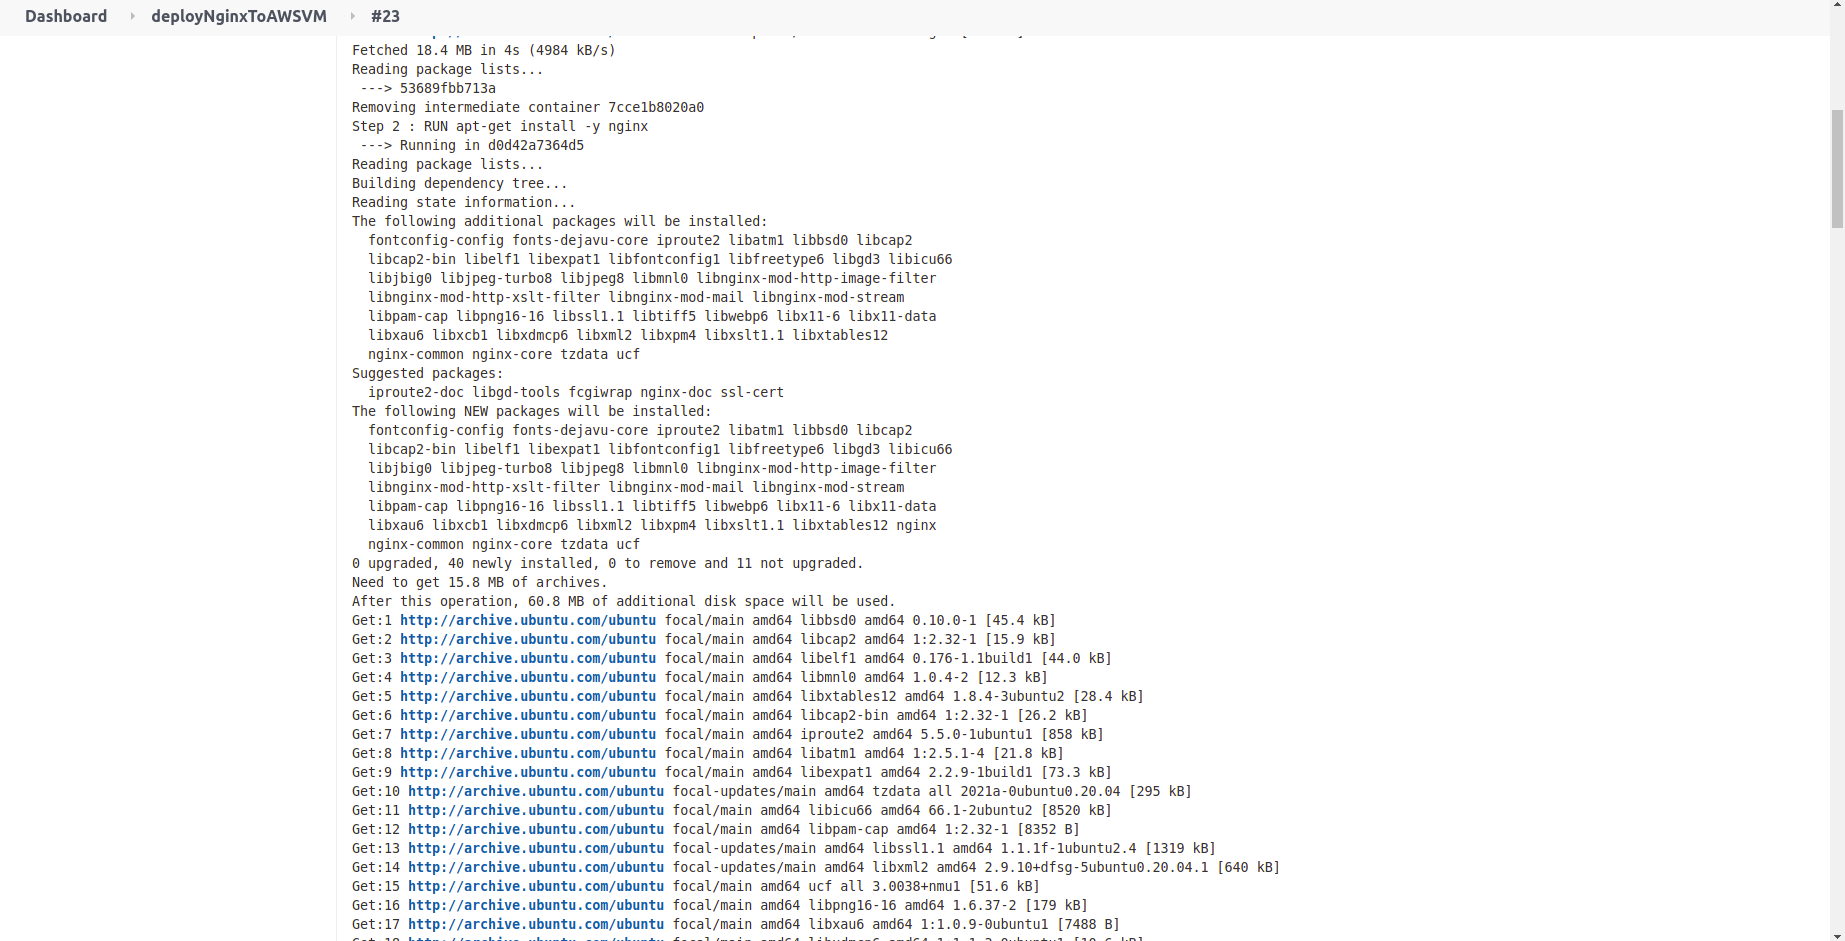 Dashboard deployNginxToAWSVM #23
Fetched 18.4 MB in 4s (4984 kB/s)
Reading package lists...
 ---> 53689fbb713a
Removing intermediate container 7cce1b8020a0
Step 2 : RUN apt-get install -y nginx
 ---> Running in d0d42a7364d5
Reading package lists...
Building dependency tree...
Reading state information...
The following additional packages will be installed:
  fontconfig-config fonts-dejavu-core iproute2 libatm1 libbsd0 libcap2
  libcap2-bin libelf1 libexpat1 libfontconfig1 libfreetype6 libgd3 libicu66
  libjbig0 libjpeg-turbo8 libjpeg8 libmnl0 libnginx-mod-http-image-filter
  libnginx-mod-http-xslt-filter libnginx-mod-mail libnginx-mod-stream
  libpam-cap libpng16-16 libssl1.1 libtiff5 libwebp6 libx11-6 libx11-data
  libxau6 libxcb1 libxdmcp6 libxml2 libxpm4 libxslt1.1 libxtables12
  nginx-common nginx-core tzdata ucf
Suggested packages:
  iproute2-doc libgd-tools fcgiwrap nginx-doc ssl-cert
The following NEW packages will be installed:
  fontconfig-config fonts-dejavu-core iproute2 libatm1 libbsd0 libcap2
  libcap2-bin libelf1 libexpat1 libfontconfig1 libfreetype6 libgd3 libicu66
  libjbig0 libjpeg-turbo8 libjpeg8 libmnl0 libnginx-mod-http-image-filter
  libnginx-mod-http-xslt-filter libnginx-mod-mail libnginx-mod-stream
  libpam-cap libpng16-16 libssl1.1 libtiff5 libwebp6 libx11-6 libx11-data
  libxau6 libxcb1 libxdmcp6 libxml2 libxpm4 libxslt1.1 libxtables12 nginx
  nginx-common nginx-core tzdata ucf
0 upgraded, 40 newly installed, 0 to remove and 11 not upgraded.
Need to get 15.8 MB of archives.
After this operation, 60.8 MB of additional disk space will be used.
Get:1 http://archive.ubuntu.com/ubuntu focal/main amd64 libbsd0 amd64 0.10.0-1 [45.4 kB]
Get:2 http://archive.ubuntu.com/ubuntu focal/main amd64 libcap2 amd64 1:2.32-1 [15.9 kB]
Get:3 http://archive.ubuntu.com/ubuntu focal/main amd64 libelf1 amd64 0.176-1.1build1 [44.0 kB]
Get:4 http://archive.ubuntu.com/ubuntu focal/main amd64 libmnl0 amd64 1.0.4-2 [12.3 kB]
Get:5 http://archive.ubuntu.com/ubuntu focal/main amd64 libxtables12 amd64 1.8.4-3ubuntu2 [28.4 kB]
Get:6 http://archive.ubuntu.com/ubuntu focal/main amd64 libcap2-bin amd64 1:2.32-1 [26.2 kB]
Get:7 http://archive.ubuntu.com/ubuntu focal/main amd64 iproute2 amd64 5.5.0-1ubuntu1 [858 kB]
Get:8 http://archive.ubuntu.com/ubuntu focal/main amd64 libatm1 amd64 1:2.5.1-4 [21.8 kB]
Get:9 http://archive.ubuntu.com/ubuntu focal/main amd64 libexpat1 amd64 2.2.9-1build1 [73.3 kB]
Get:10 http://archive.ubuntu.com/ubuntu focal-updates/main amd64 tzdata all 2021a-0ubuntu0.20.04 [295 kB]
Get:11 http://archive.ubuntu.com/ubuntu focal/main amd64 libicu66 amd64 66.1-2ubuntu2 [8520 kB]
Get:12 http://archive.ubuntu.com/ubuntu focal/main amd64 libpam-cap amd64 1:2.32-1 [8352 B]
Get:13 http://archive.ubuntu.com/ubuntu focal-updates/main amd64 libssl1.1 amd64 1.1.1f-1ubuntu2.4 [1319 kB]
Get:14 http://archive.ubuntu.com/ubuntu focal-updates/main amd64 libxml2 amd64 2.9.10+dfsg-5ubuntu0.20.04.1 [640 kB]
Get:15 http://archive.ubuntu.com/ubuntu focal/main amd64 ucf all 3.0038+nmu1 [51.6 kB]
Get:16 http://archive.ubuntu.com/ubuntu focal/main amd64 libpng16-16 amd64 1.6.37-2 [179 kB]
Get:17 http://archive.ubuntu.com/ubuntu focal/main amd64 libxau6 amd64 1:1.0.9-0ubuntu1 [7488 B]